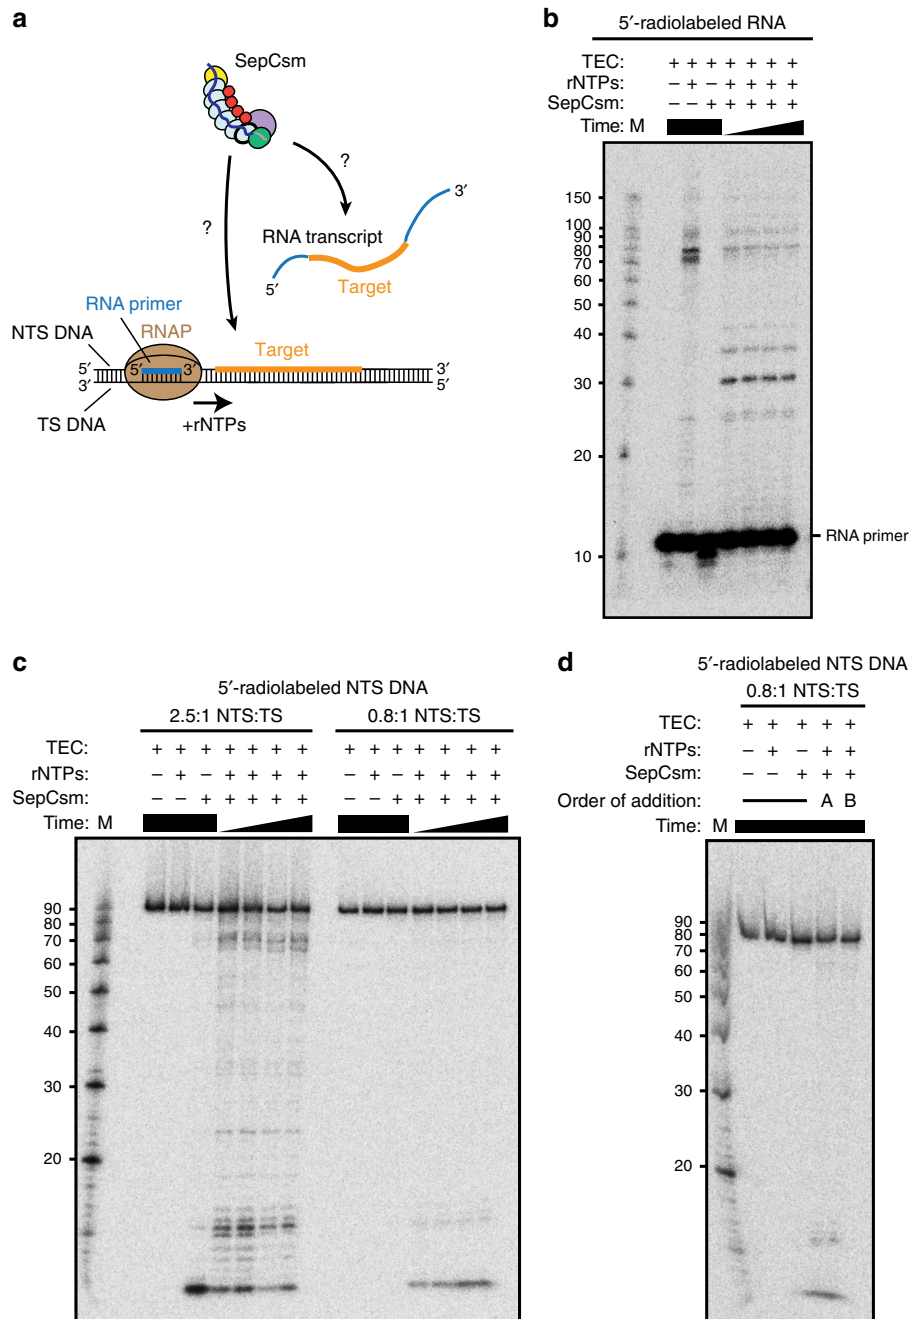 a
SepCsm
?
?
RNA transcript
3′
5′
Target
RNA primer
NTS DNA
RNAP
Target
5′ 5′ 3′ 3′
3′ 5′
TS DNA
+rNTPs
b
5′-radiolabeled RNA
TEC: + + + + + + +
rNTPs: − + − + + + +
SepCsm: − − + + + + +
Time: M
150
100
90
80
70
60
50
40
30
20
10
RNA primer
c
5′-radiolabeled NTS DNA
2.5:1 NTS:TS 0.8:1 NTS:TS
TEC: + + + + + + + + + + + + + +
rNTPs: − + − + + + + − + − + + + +
SepCsm: − − + + + + + − − + + + + +
Time: M
90
80
70
60
50
40
30
20
d
5′-radiolabeled NTS DNA
0.8:1 NTS:TS
TEC: + + + + +
rNTPs: − + − + +
SepCsm: − − + + +
Order of addition: A B
Time: M
90
80
70
60
50
40
30
20